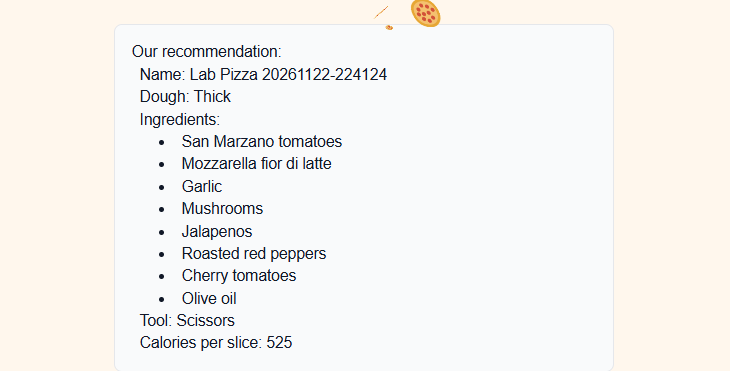 Our recommendation:
Name: Lab Pizza 20261122-224124
Dough: Thick
Ingredients:
• San Marzano tomatoes
• Mozzarella fior di latte
• Garlic
• Mushrooms
• Jalapenos
• Roasted red peppers
• Cherry tomatoes
• Olive oil
Tool: Scissors
Calories per slice: 525